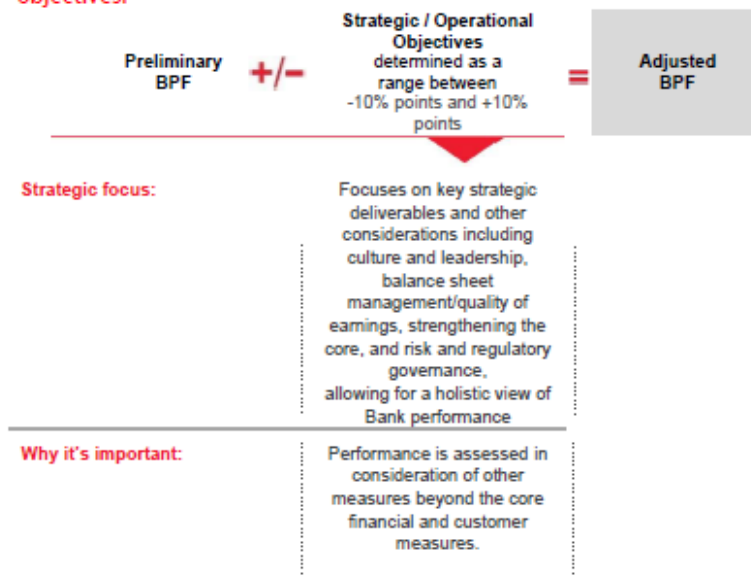 objectives.
Strategic / Operational
Objectives
determined as a
range between
-10% points and +10%
points
Preliminary
BPF
+/-
=
Adjusted
BPF
Strategic focus:
Focuses on key strategic
deliverables and other
considerations including
culture and leadership,
balance sheet
management/quality of
earnings, strengthening the
core, and risk and regulatory
governance,
allowing for a holistic view of
Bank performance
Why it's important:
Performance is assessed in
consideration of other
measures beyond the core
financial and customer
measures.